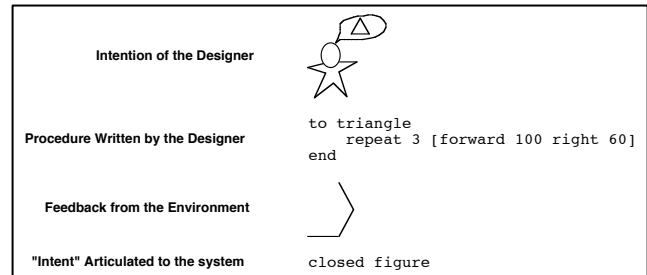 Intention of the Designer
Procedure Written by the Designer
to triangle
repeat 3 [forward 100 right 60]
end
Feedback from the Environment
"Intent" Articulated to the system
closed figure